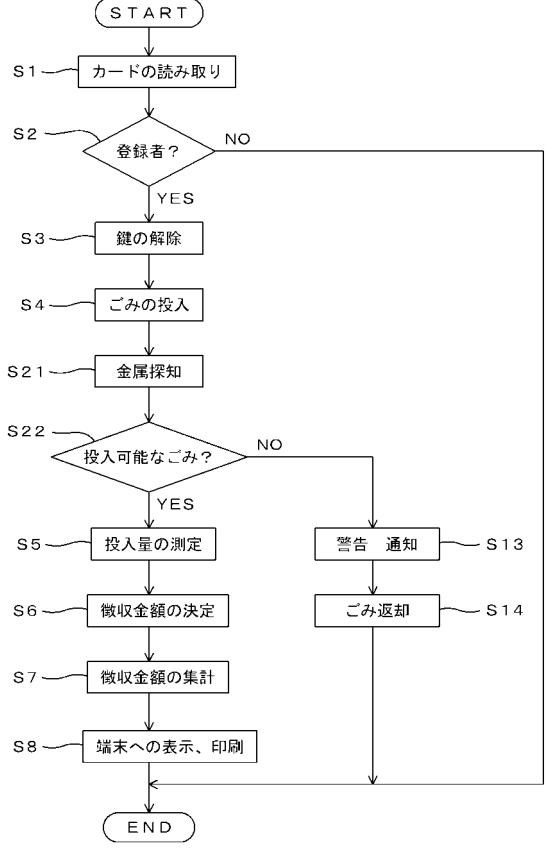 START
S1
カードの読み取り
S2
登録者?
NO
YES
S3
鍵の解除
S4
ごみの投入
S21
金属探知
S22
投入可能なごみ?
NO
YES
S5
投入量の測定
警告 通知
S13
S6
徴収金額の決定
ごみ返却
S14
S7
徴収金額の集計
S8
端末への表示、印刷
END